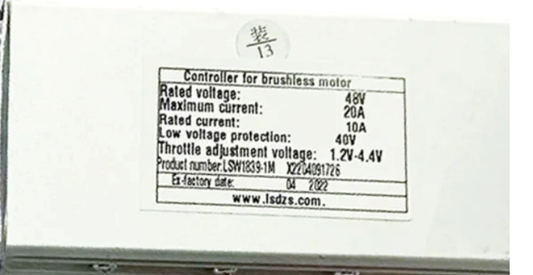 装
13
Controller for brushless motor
Rated voltage: 48V
Maximum current: 20A
Rated current: 10A
Low voltage protection: 40V
Throttle adjustment voltage: 1.2V-4.4V
Product number:LSW1839-1M X2204091726
Ex-factory date: 04 2022
www.lsdzs.com.